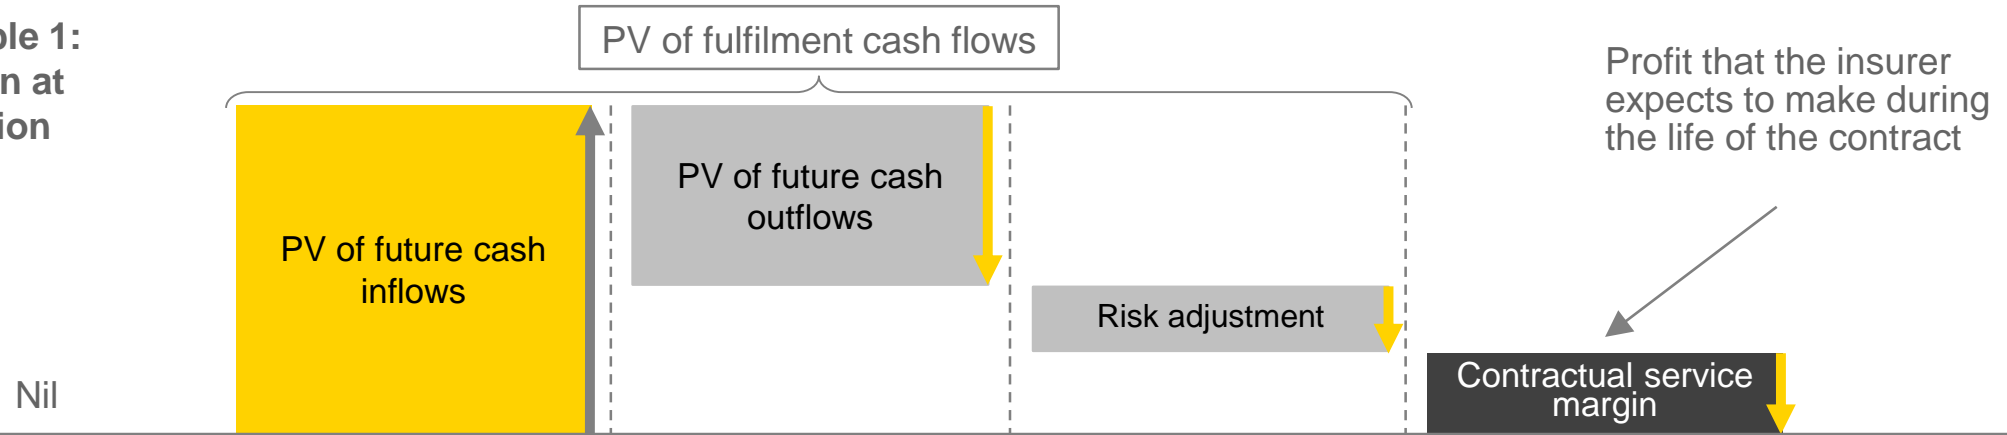 ple 1:
n at
ion
PV of fulfilment cash flows
Profit that the insurer
expects to make during
the life of the contract
PV of future cash
inflows
PV of future cash
outflows
Risk adjustment
Contractual service
margin
Nil